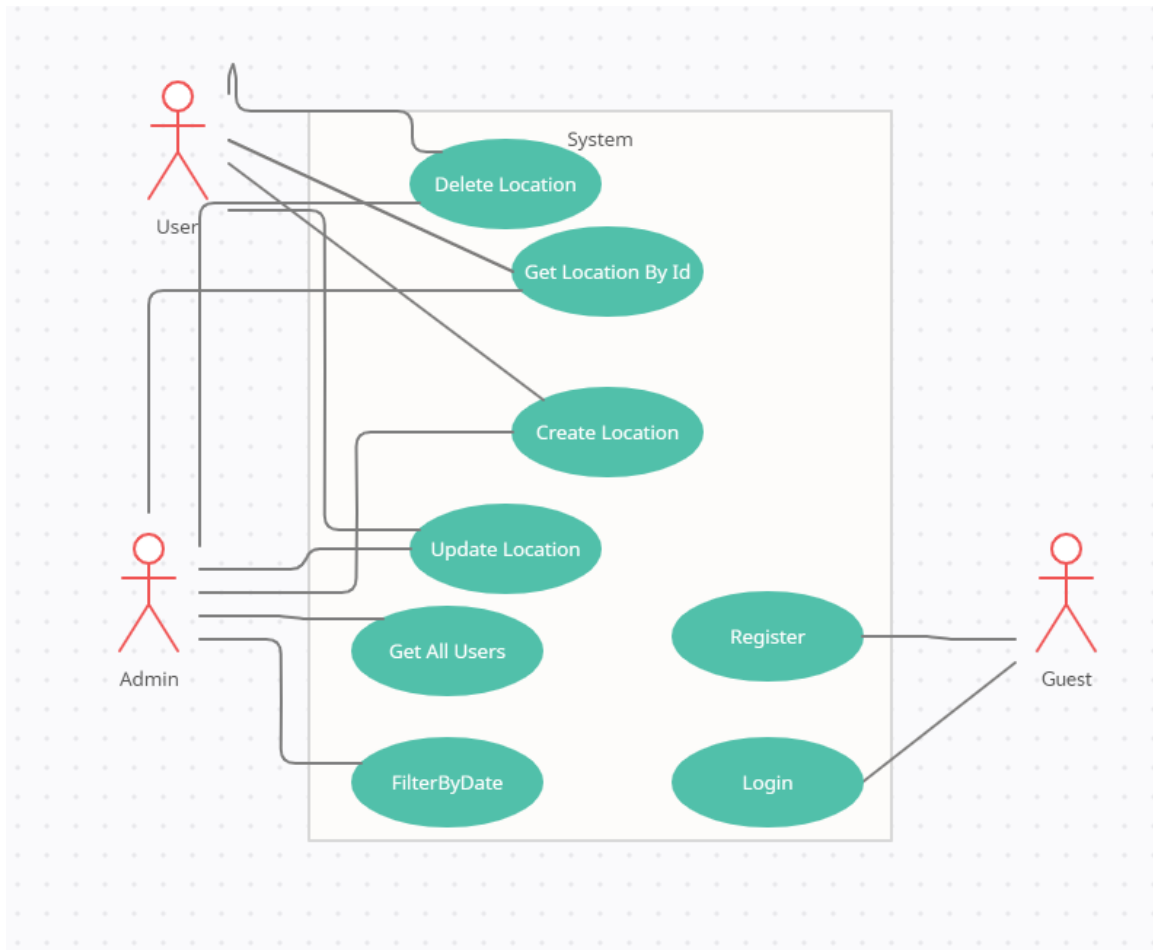 System
Delete Location
User
Get Location By Id
Create Location
Update Location
Register
Get All Users
Admin
Guest
FilterByDate
Login